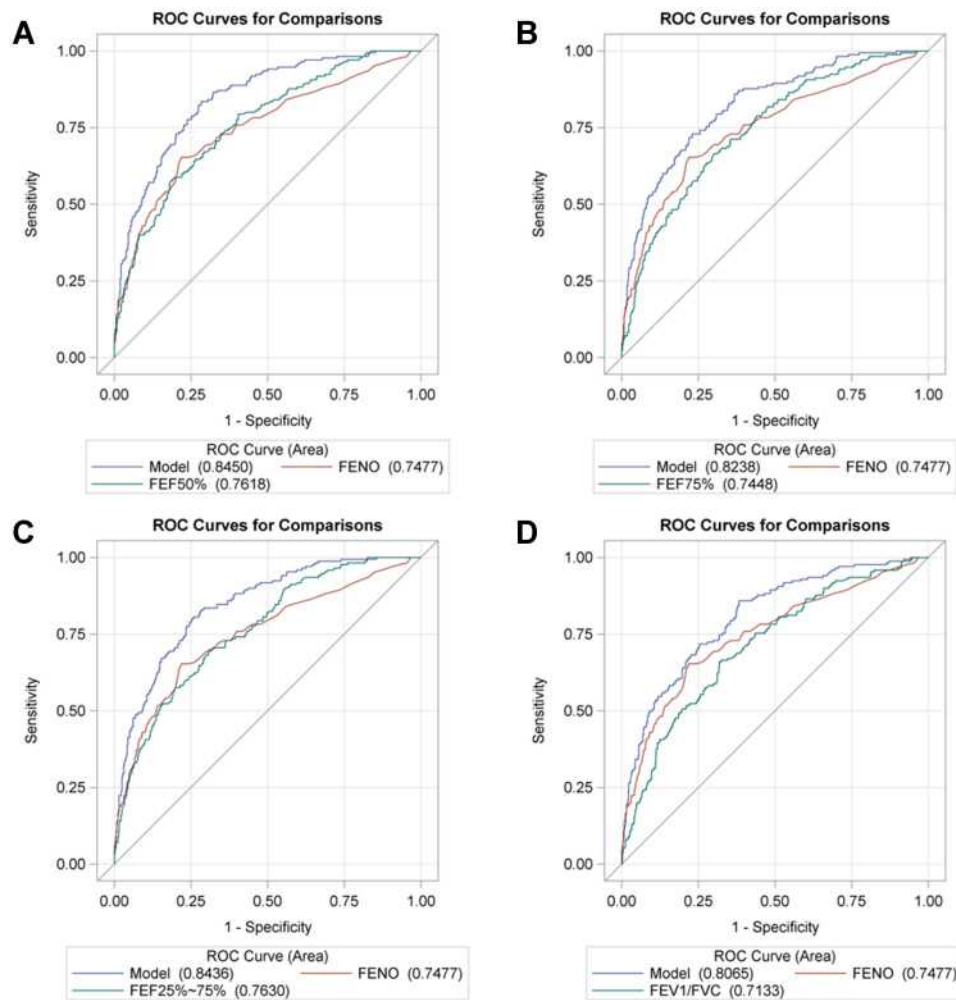 A
ROC Curves for Comparisons
1.00
0.75
0.50
0.25
0.00
Sensitivity
0.00 0.25 0.50 0.75 1.00
1 - Specificity
ROC Curve (Area)
Model (0.8450) FENO (0.7477)
FEF50% (0.7618)
B
ROC Curves for Comparisons
1.00
0.75
0.50
0.25
0.00
Sensitivity
0.00 0.25 0.50 0.75 1.00
1 - Specificity
ROC Curve (Area)
Model (0.8238) FENO (0.7477)
FEF75% (0.7448)
C
ROC Curves for Comparisons
1.00
0.75
0.50
0.25
0.00
Sensitivity
0.00 0.25 0.50 0.75 1.00
1 - Specificity
ROC Curve (Area)
Model (0.8436) FENO (0.7477)
FEF25%~75% (0.7630)
D
ROC Curves for Comparisons
1.00
0.75
0.50
0.25
0.00
Sensitivity
0.00 0.25 0.50 0.75 1.00
1 - Specificity
ROC Curve (Area)
Model (0.8065) FENO (0.7477)
FEV1/FVC (0.7133)